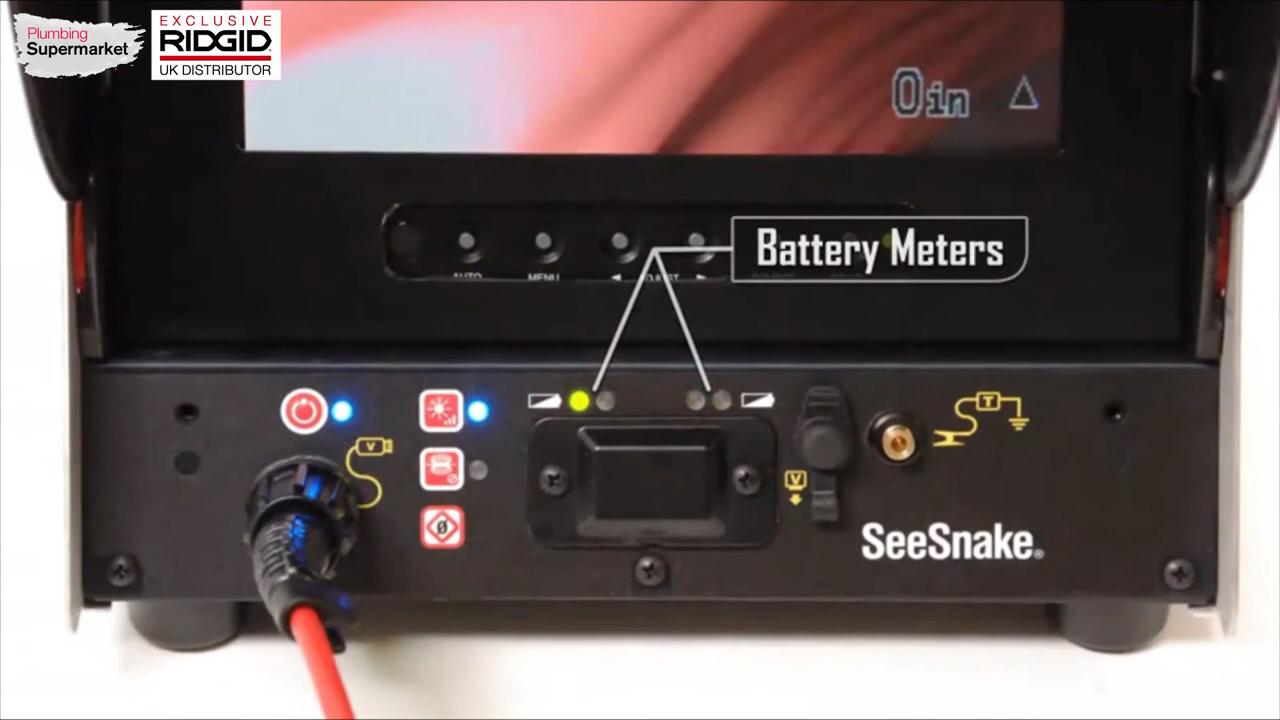 Plumbing
Supermarket
EXCLUSIVE
RIDGID
UK DISTRIBUTOR
0in
Battery Meters
AUTO
MENU
V
T
V
SeeSnake®